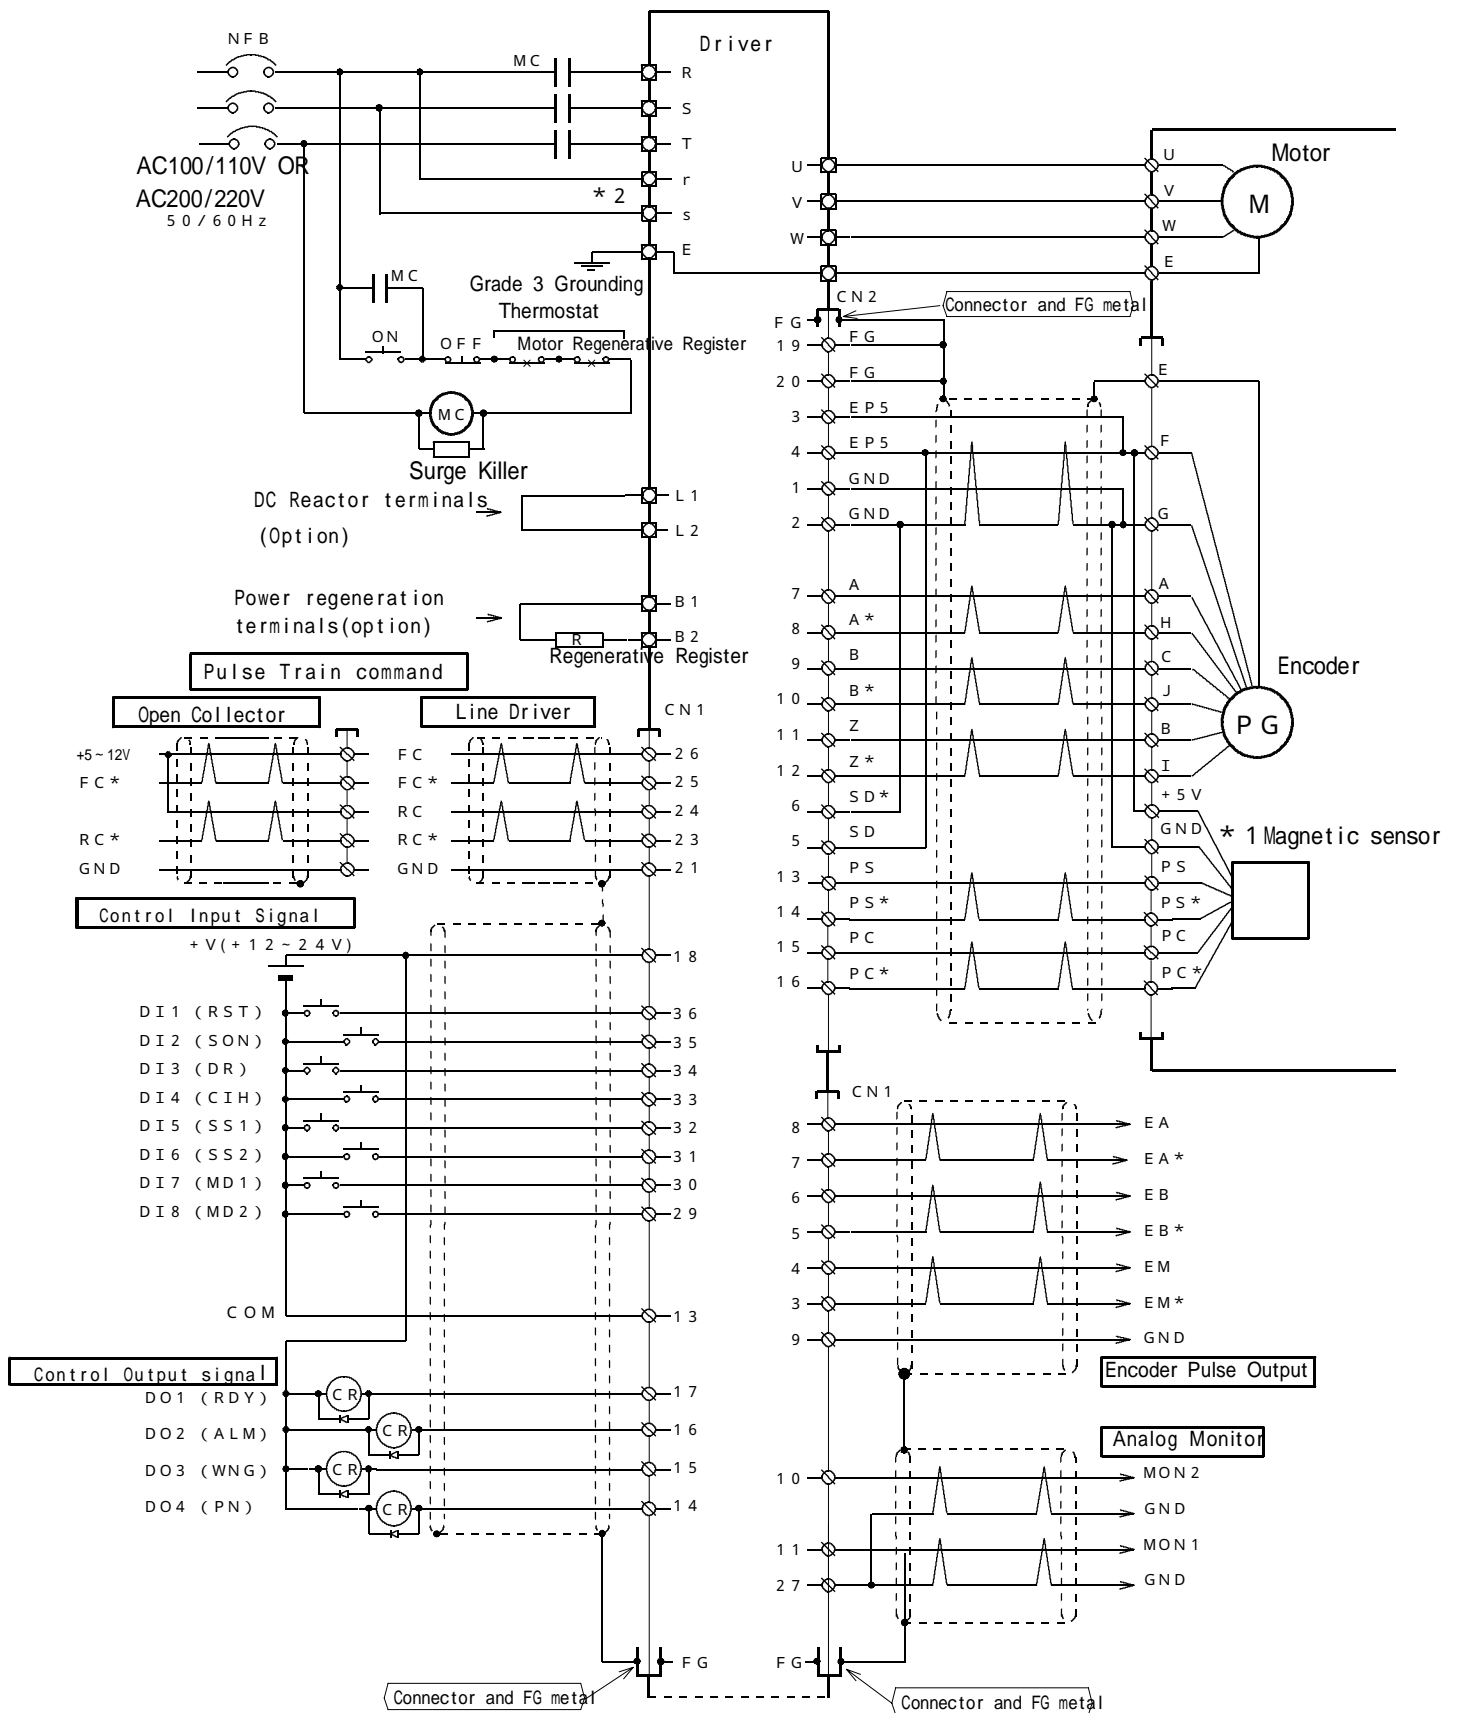 NFB
MC
Driver
R
S
T
AC100/110V OR
AC200/220V
50/60Hz
r
* 2
s
E
Grade 3 Grounding
MC
Thermostat
ON
OFF
Motor Regenerative Register
MC
Surge Killer
DC Reactor terminals
(Option)
L1
L2
Power regeneration
terminals(option)
B1
R
B2
Regenerative Register
Pulse Train command
Open Collector
Line Driver
CN1
+5~12V
FC
26
FC*
FC*
25
RC
24
RC*
RC*
23
GND
GND
21
Control Input Signal
+V(+12~24V)
18
DI1 (RST)
36
DI2 (SON)
35
DI3 (DR)
34
DI4 (CIH)
33
DI5 (SS1)
32
DI6 (SS2)
31
DI7 (MD1)
30
DI8 (MD2)
29
COM
13
Control Output signal
DO1 (RDY)
CR
17
DO2 (ALM)
CR
16
DO3 (WNG)
CR
15
DO4 (PN)
CR
14
FG
Connector and FG metal
Motor
U
U
V
V
M
W
W
E
CN2
Connector and FG metal
FG
19
FG
20
FG
E
3
EP5
4
EP5
F
1
GND
2
GND
G
7
A
A
8
A*
H
9
B
C
Encoder
10
B*
J
PG
11
Z
B
12
Z*
I
6
SD*
+5V
5
SD
GND
* 1 Magnetic sensor
13
PS
PS
14
PS*
PS*
15
PC
PC
16
PC*
PC*
CN1
8
EA
7
EA*
6
EB
5
EB*
4
EM
3
EM*
9
GND
Encoder Pulse Output
Analog Monitor
10
MON2
GND
11
MON1
27
GND
FG
Connector and FG metal